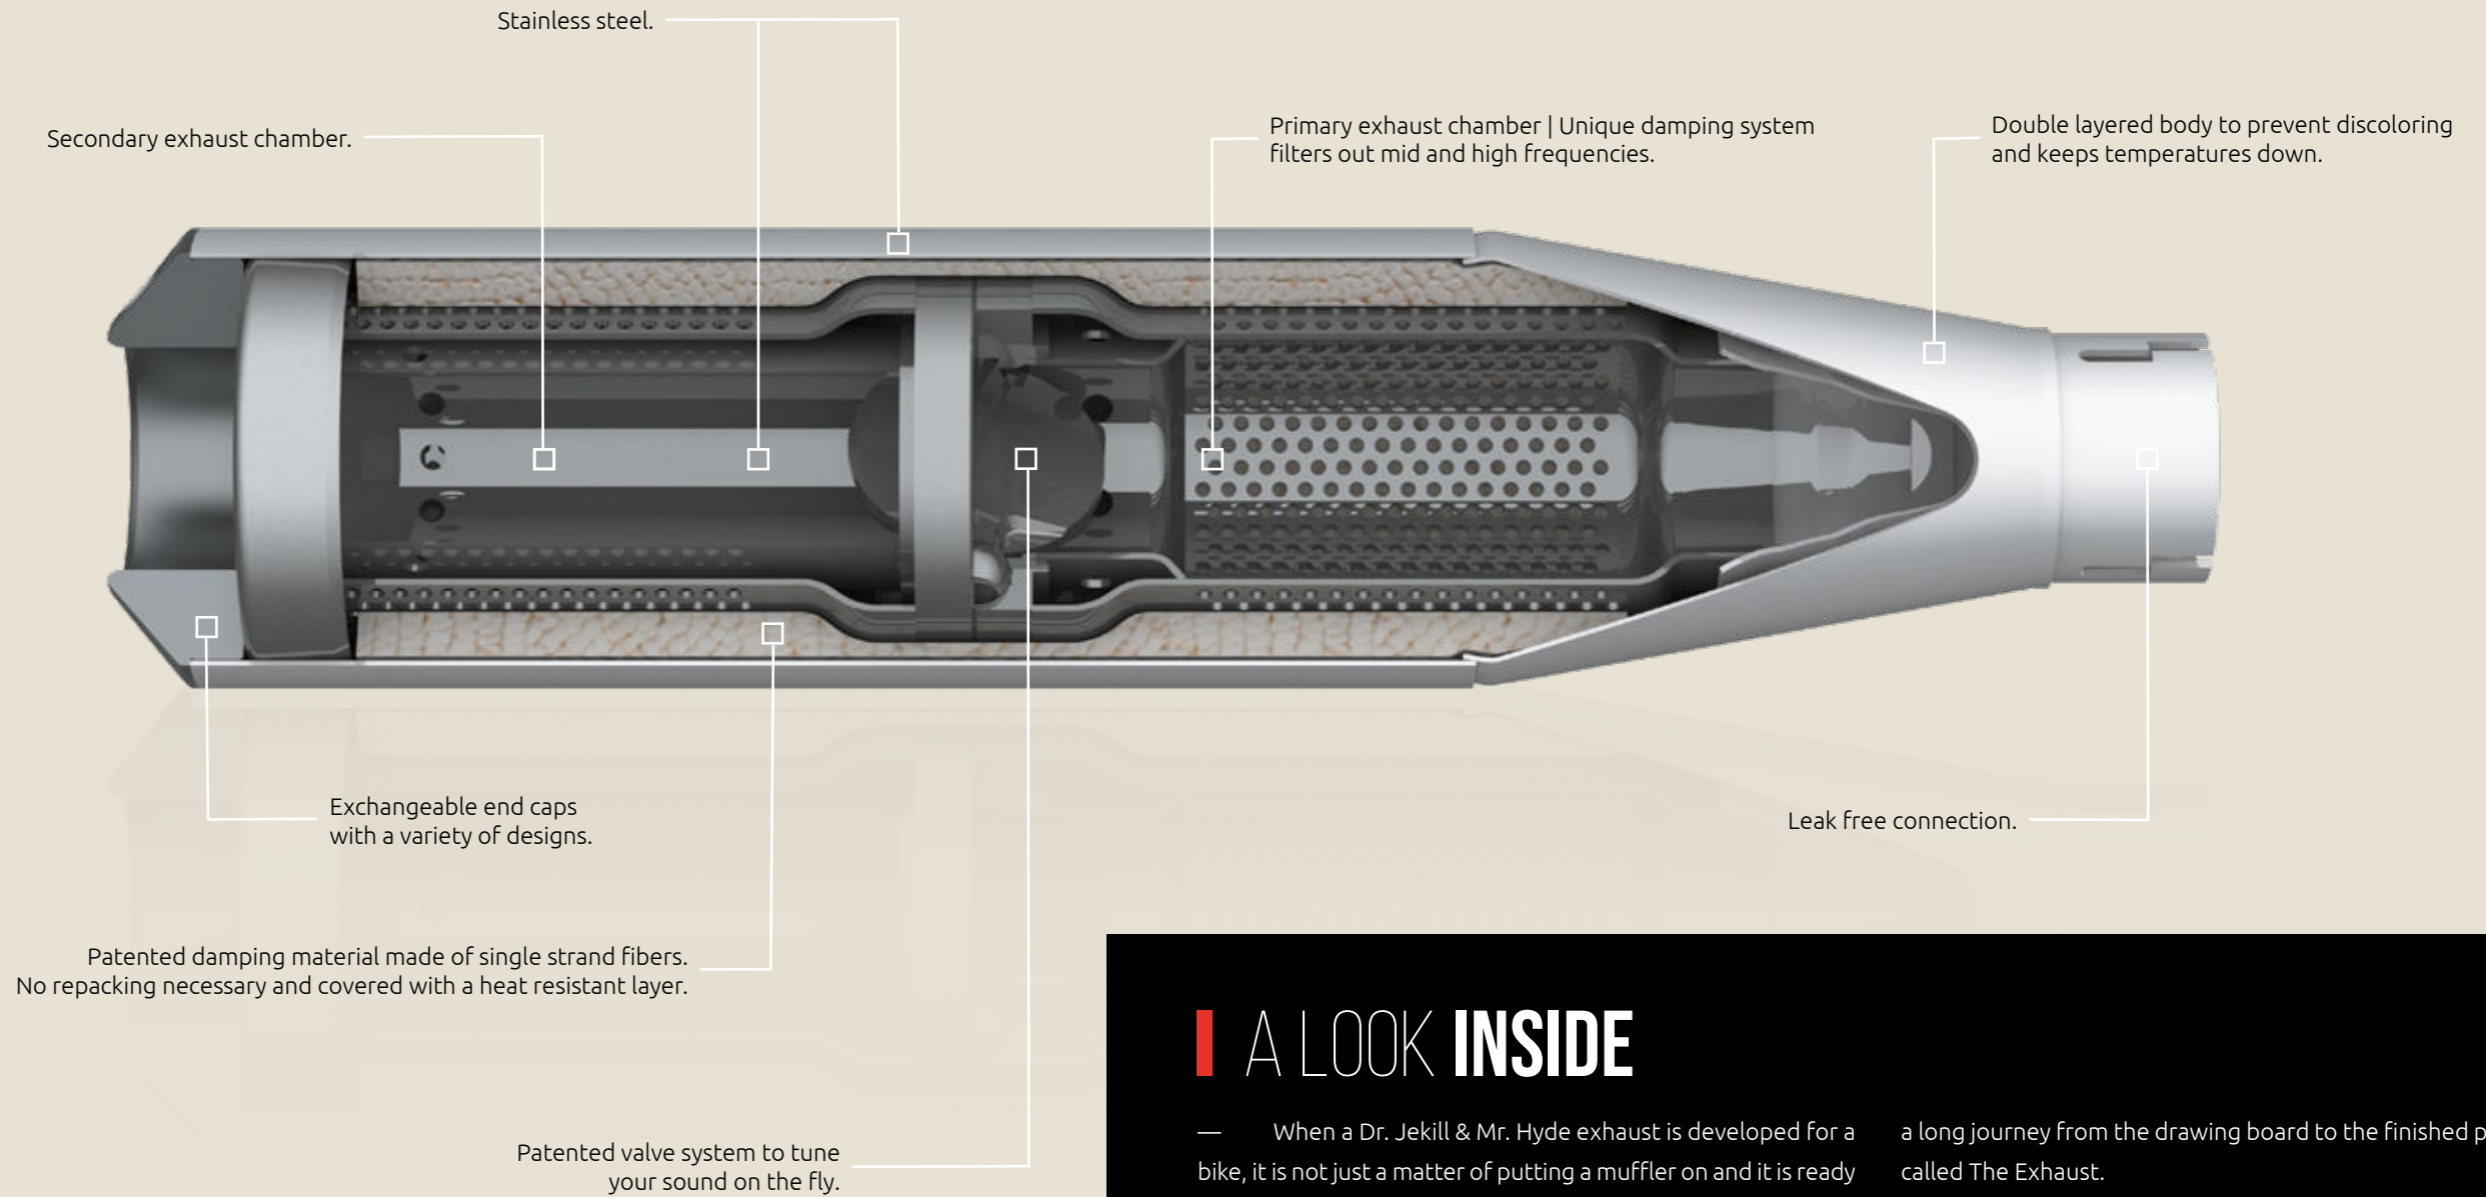 Stainless steel.
Secondary exhaust chamber.
Primary exhaust chamber | Unique damping system
filters out mid and high frequencies.
Double layered body to prevent discoloring
and keeps temperatures down.
Exchangeable end caps
with a variety of designs.
Leak free connection.
Patented damping material made of single strand fibers.
No repacking necessary and covered with a heat resistant layer.
Patented valve system to tune
your sound on the fly.
A LOOK INSIDE
— When a Dr. Jekill & Mr. Hyde exhaust is developed for a
bike, it is not just a matter of putting a muffler on and it is ready
a long journey from the drawing board to the finished
called The Exhaust.